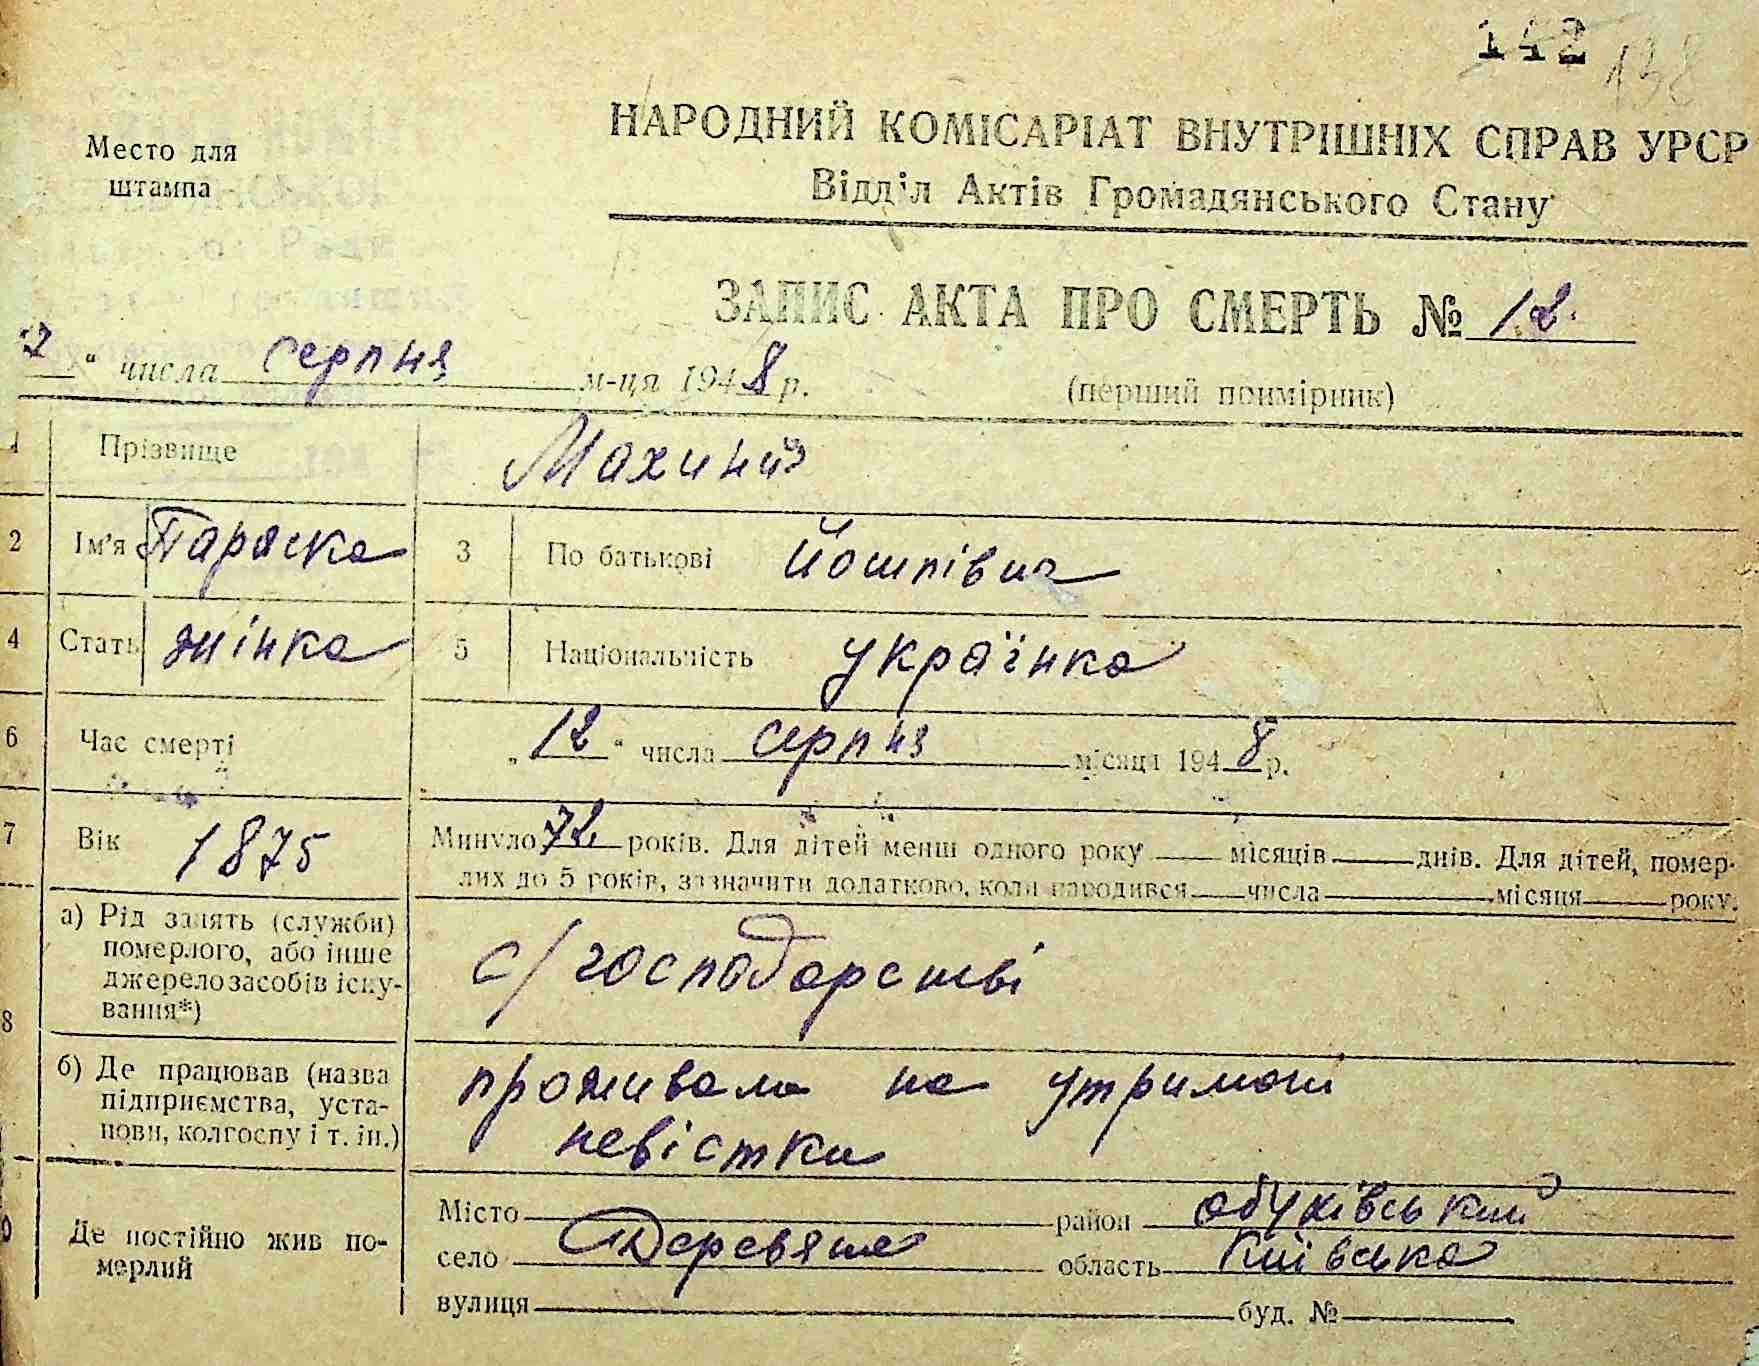 142 138
Место для
штампа
НАРОДНИЙ КОМІСАРІАТ ВНУТРІШНІХ СПРАВ УРСР
Відділ Актів Громадянського Стану
ЗАПИС АКТА ПРО СМЕРТЬ № 12.
2 " числа серпня м-ця 1948 р. (перший примірник)
1 Прізвище Махиний
2 Ім'я Параска 3 По батькові Йошпівна
4 Стать жінка 5 Національність українка
6 Час смерті „12" числа серпня місяця 1948 р.
7 Вік 1875 Минуло 72 років. Для дітей менш одного року місяців днів. Для дітей, помер-
лих до 5 років, зазначити додатково, коли народився числа місяця року.
8 а) Рід занять (служби)
померлого, або інше
джерело засобів існу-
вання*)
с/господарстві
б) Де працював (назва
підприємства, уста-
нови, колгоспу і т. ін.)
проживала на утримані
невістки
9 Де постійно жив по-
мерлий
Місто район обухівський
село Деревяне область Київська
вулиця буд. №